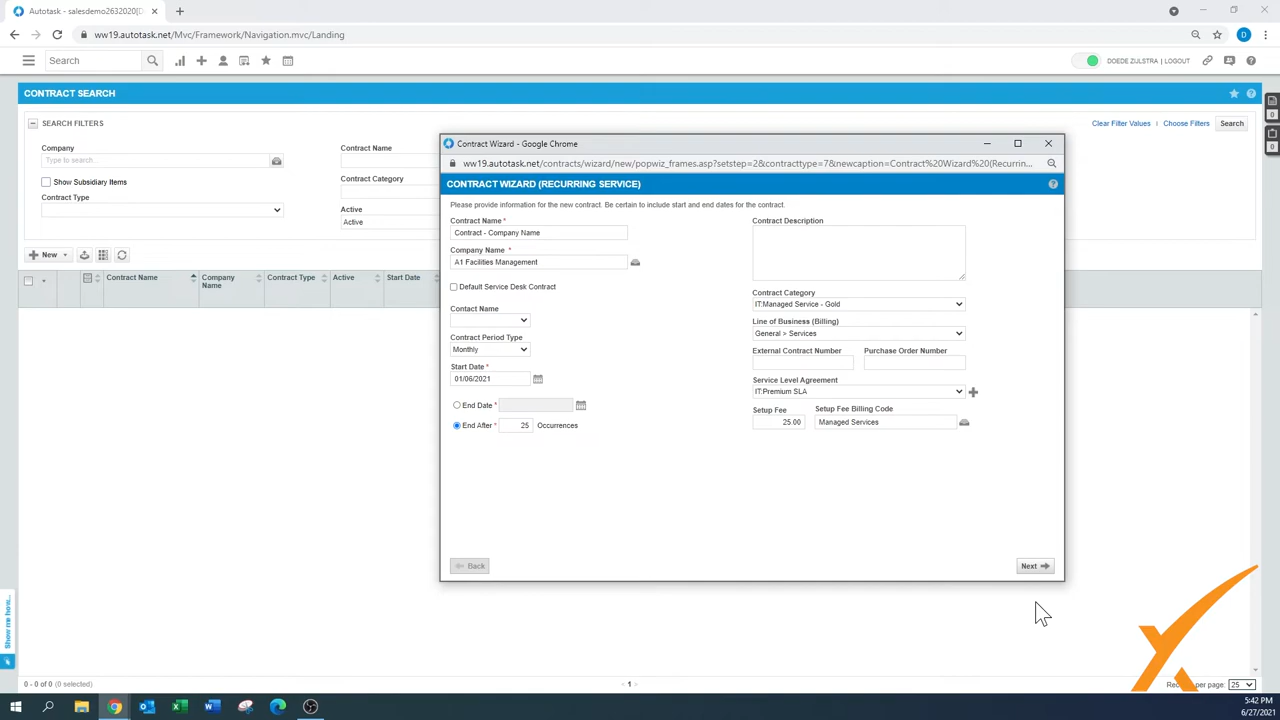 Autotask - salesdemo2632020[D
ww19.autotask.net/Mvc/Framework/Navigation.mvc/Landing
D
Search
DOEDE ZIJLSTRA | LOGOUT
CONTRACT SEARCH
SEARCH FILTERS
Clear Filter Values | Choose Filters Search
Company
Type to search...
Show Subsidiary Items
Contract Type
Contract Name
Contract Category
Active
Active
New
Contract Name
Company Name
Contract Type
Active
Start Date
0
0
Contract Wizard - Google Chrome
ww19.autotask.net/contracts/wizard/new/popwiz_frames.asp?setstep=2&contracttype=7&newcaption=Contract%20Wizard%20(Recurrin...
CONTRACT WIZARD (RECURRING SERVICE)
Please provide information for the new contract. Be certain to include start and end dates for the contract.
Contract Name *
Contract - Company Name
Company Name *
A1 Facilities Management
Default Service Desk Contract
Contact Name
Contract Period Type
Monthly
Start Date *
01/06/2021
End Date *
End After * 25 Occurrences
Contract Description
Contract Category
IT:Managed Service - Gold
Line of Business (Billing)
General > Services
External Contract Number
Purchase Order Number
Service Level Agreement
IT:Premium SLA
Setup Fee
25.00
Setup Fee Billing Code
Managed Services
Back
Next
Show me how...
0 - 0 of 0 (0 selected)
1
per page: 25
5:42 PM
6/27/2021